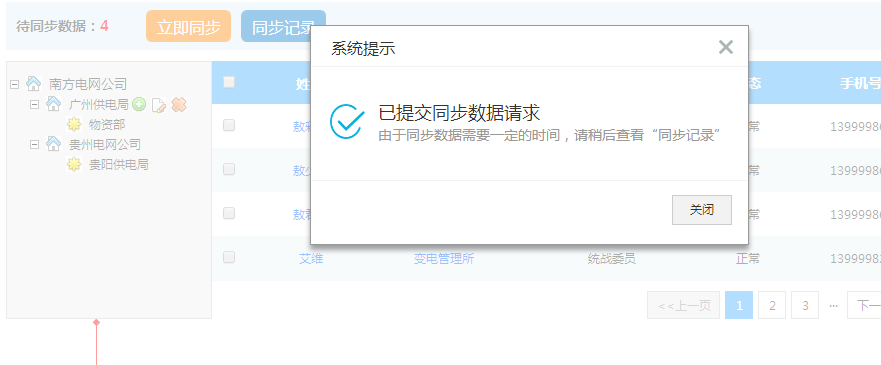 待同步数据：4
立即同步
同步记录
系统提示
南方电网公司
广州供电局
物资部
贵州电网公司
贵阳供电局
姓
态
手机号
已提交同步数据请求
由于同步数据需要一定的时间，请稍后查看“同步记录”
关闭
敖
常
1399998
敖
常
1399998
敖
常
1399998
艾维
变电管理所
统战委员
正常
1399998
<<上一页
1
2
3
...
下一